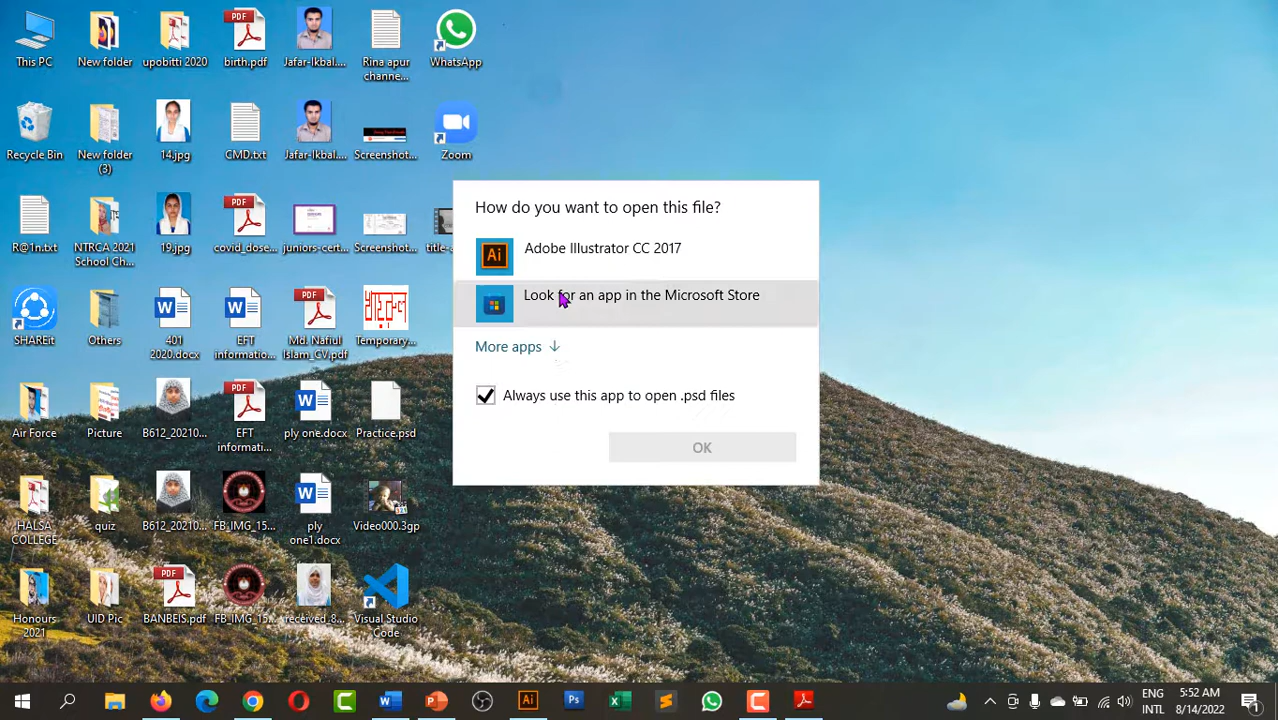 This PC
New folder
upobitti 2020
birth.pdf
Jafar-Ikbal....
Rina apur
channe...
WhatsApp
Recycle Bin
New folder
(3)
14.jpg
CMD.txt
Jafar-Ikbal....
Screenshot...
Zoom
R@1n.txt
NTRCA 2021
School Ch...
19.jpg
covid_dose...
juniors-cert...
Screenshot...
title-
SHAREit
Others
401
2020.docx
EFT
informatio...
Md. Nafiul
Islam_CV.pdf
Temporary...
Air Force
Picture
B612_20210...
EFT
informati...
ply one.docx
Practice.psd
HALSA
COLLEGE
quiz
B612_20210...
FB_IMG_15...
ply
one1.docx
Video000.3gp
Honours
2021
UID Pic
BANBEIS.pdf
FB_IMG_15...
received_8...
Visual Studio
Code
How do you want to open this file?
Ai
Adobe Illustrator CC 2017
Look for an app in the Microsoft Store
More apps
Always use this app to open .psd files
OK
ENG
INTL
5:52 AM
8/14/2022